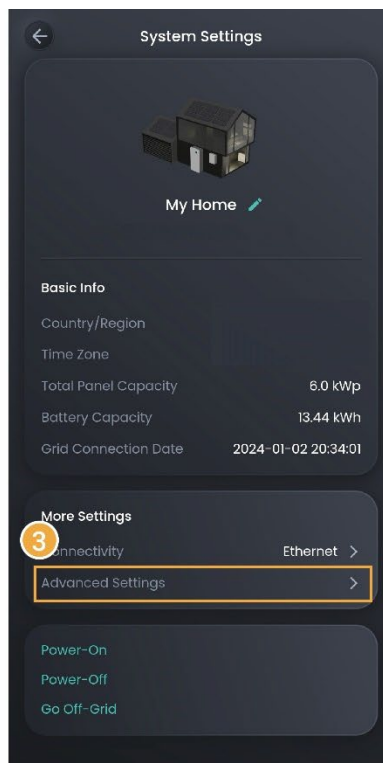 System Settings
My Home
Basic Info
Country/Region
Time Zone
Total Panel Capacity 6.0 kWp
Battery Capacity 13.44 kWh
Grid Connection Date 2024-01-02 20:34:01
More Settings
3
Connectivity Ethernet >
Advanced Settings >
Power-On
Power-Off
Go Off-Grid